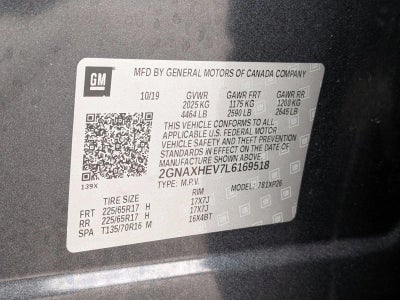 GM
MFD BY GENERAL MOTORS OF CANADA COMPANY
10/19 GVWR GAWR FRT GAWR RR
2025 KG 1175 KG 1200 KG
4464 LB 2590 LB 2645 LB
THIS VEHICLE CONFORMS TO ALL
APPLICABLE U.S. FEDERAL MOTOR
VEHICLE SAFETY AND THEFT PREVENTION
STANDARDS IN EFFECT ON THE DATE
OF MANUFACTURE SHOWN ABOVE.
2GNAXHEV7L6169518
139X TYPE: M.P.V. MODEL: 781XP26
TIRE SIZE RIM
FRT 225/65R17 H 17X7J
RR 225/65R17 H 17X7J
SPA T135/70R16 M 16X4BT